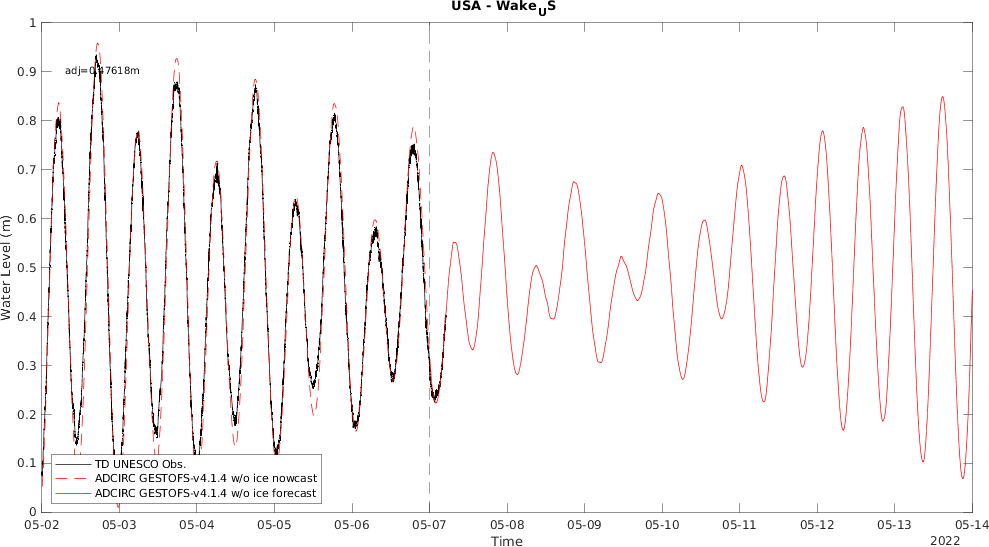 USA - Wake_US
adj=0.47618m
1
0.9
0.8
0.7
0.6
0.5
0.4
0.3
0.2
0.1
0
Water Level (m)
TD UNESCO Obs.
ADCIRC GESTOFS-v4.1.4 w/o ice nowcast
ADCIRC GESTOFS-v4.1.4 w/o ice forecast
05-02 05-03 05-04 05-05 05-06 05-07 05-08 05-09 05-10 05-11 05-12 05-13 05-14
Time
2022